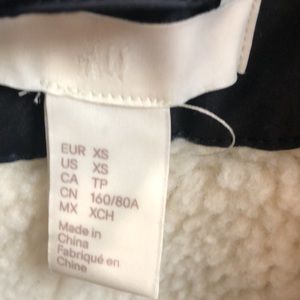 EUR XS
US XS
CA TP
CN 160/80A
MX XCH
Made in
China
Fabriqué en
Chine